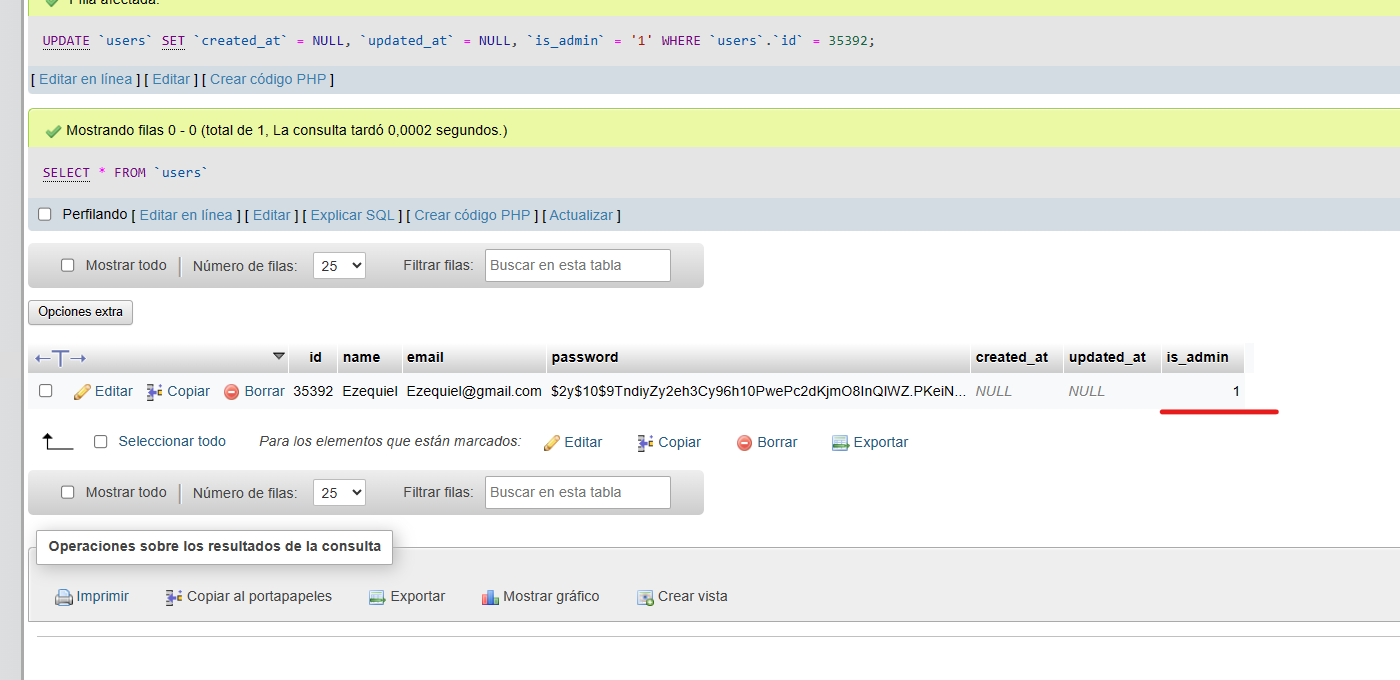 1 fila afectada.
UPDATE `users` SET `created_at` = NULL, `updated_at` = NULL, `is_admin` = '1' WHERE `users`.`id` = 35392;
[ Editar en línea ] [ Editar ] [ Crear código PHP ]
Mostrando filas 0 - 0 (total de 1, La consulta tardó 0,0002 segundos.)
SELECT * FROM `users`
Perfilando [ Editar en línea ] [ Editar ] [ Explicar SQL ] [ Crear código PHP ] [ Actualizar ]
Mostrar todo | Número de filas: 25 Filtrar filas: Buscar en esta tabla
Opciones extra
←T→ id name email password created_at updated_at is_admin
Editar Copiar Borrar 35392 Ezequiel Ezequiel@gmail.com $2y$10$9TndiyZy2eh3Cy96h10PwePc2dKjmO8InQIWZ.PKeiN... NULL NULL 1
Seleccionar todo Para los elementos que están marcados: Editar Copiar Borrar Exportar
Mostrar todo | Número de filas: 25 Filtrar filas: Buscar en esta tabla
Operaciones sobre los resultados de la consulta
Imprimir Copiar al portapapeles Exportar Mostrar gráfico Crear vista